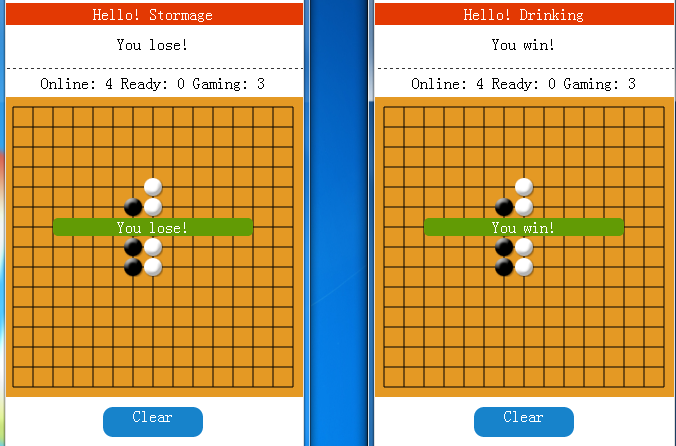 Hello! Stormage
You lose!
Online: 4 Ready: 0 Gaming: 3
You lose!
Clear
Hello! Drinking
You win!
Online: 4 Ready: 0 Gaming: 3
You win!
Clear